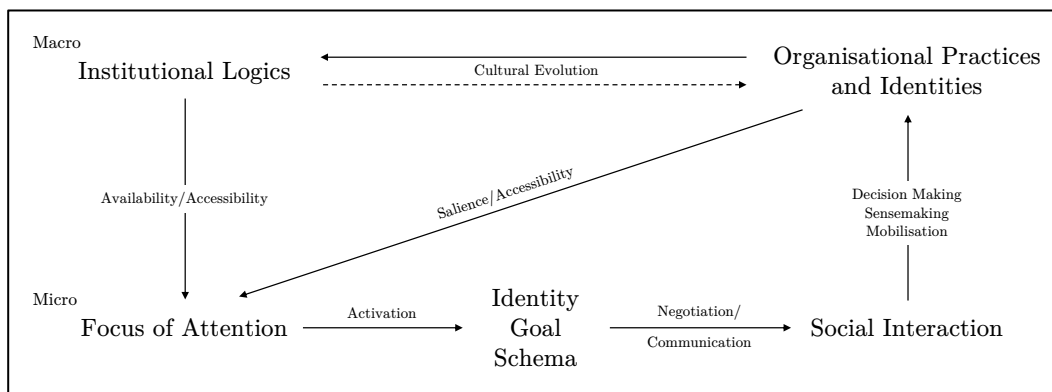 Macro
Institutional Logics
Cultural Evolution
Organisational Practices
and Identities
Availability/Accessibility
Salience/Accessibility
Decision Making
Sensemaking
Mobilisation
Micro
Focus of Attention
Activation
Identity
Goal
Schema
Negotiation/
Communication
Social Interaction